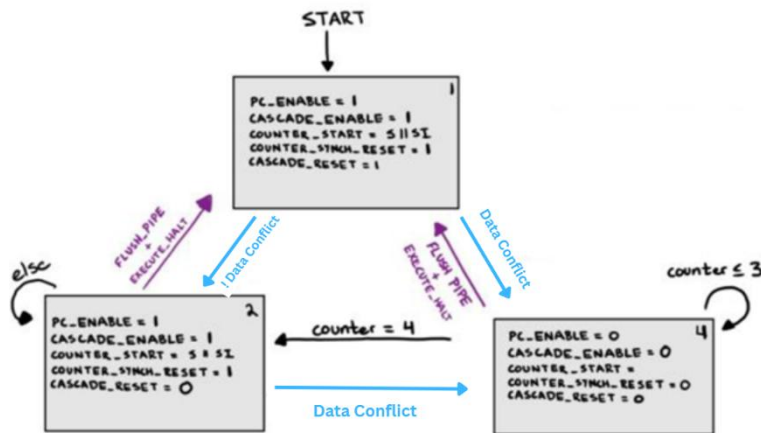 START
1
PC_ENABLE = 1
CASCADE_ENABLE = 1
COUNTER_START = S || SI
COUNTER_SYNCH_RESET = 1
CASCADE_RESET = 1
FLUSH_PIPE
+
EXECUTE_HALT
! Data Conflict
FLUSH PIPE
+
EXECUTE_HALT
Data Conflict
else
counter ≤ 3
2
PC_ENABLE = 1
CASCADE_ENABLE = 1
COUNTER_START = S || SI
COUNTER_SYNCH_RESET = 1
CASCADE_RESET = 0
counter = 4
4
PC_ENABLE = 0
CASCADE_ENABLE = 0
COUNTER_START =
COUNTER_SYNCH_RESET = 0
CASCADE_RESET = 0
Data Conflict